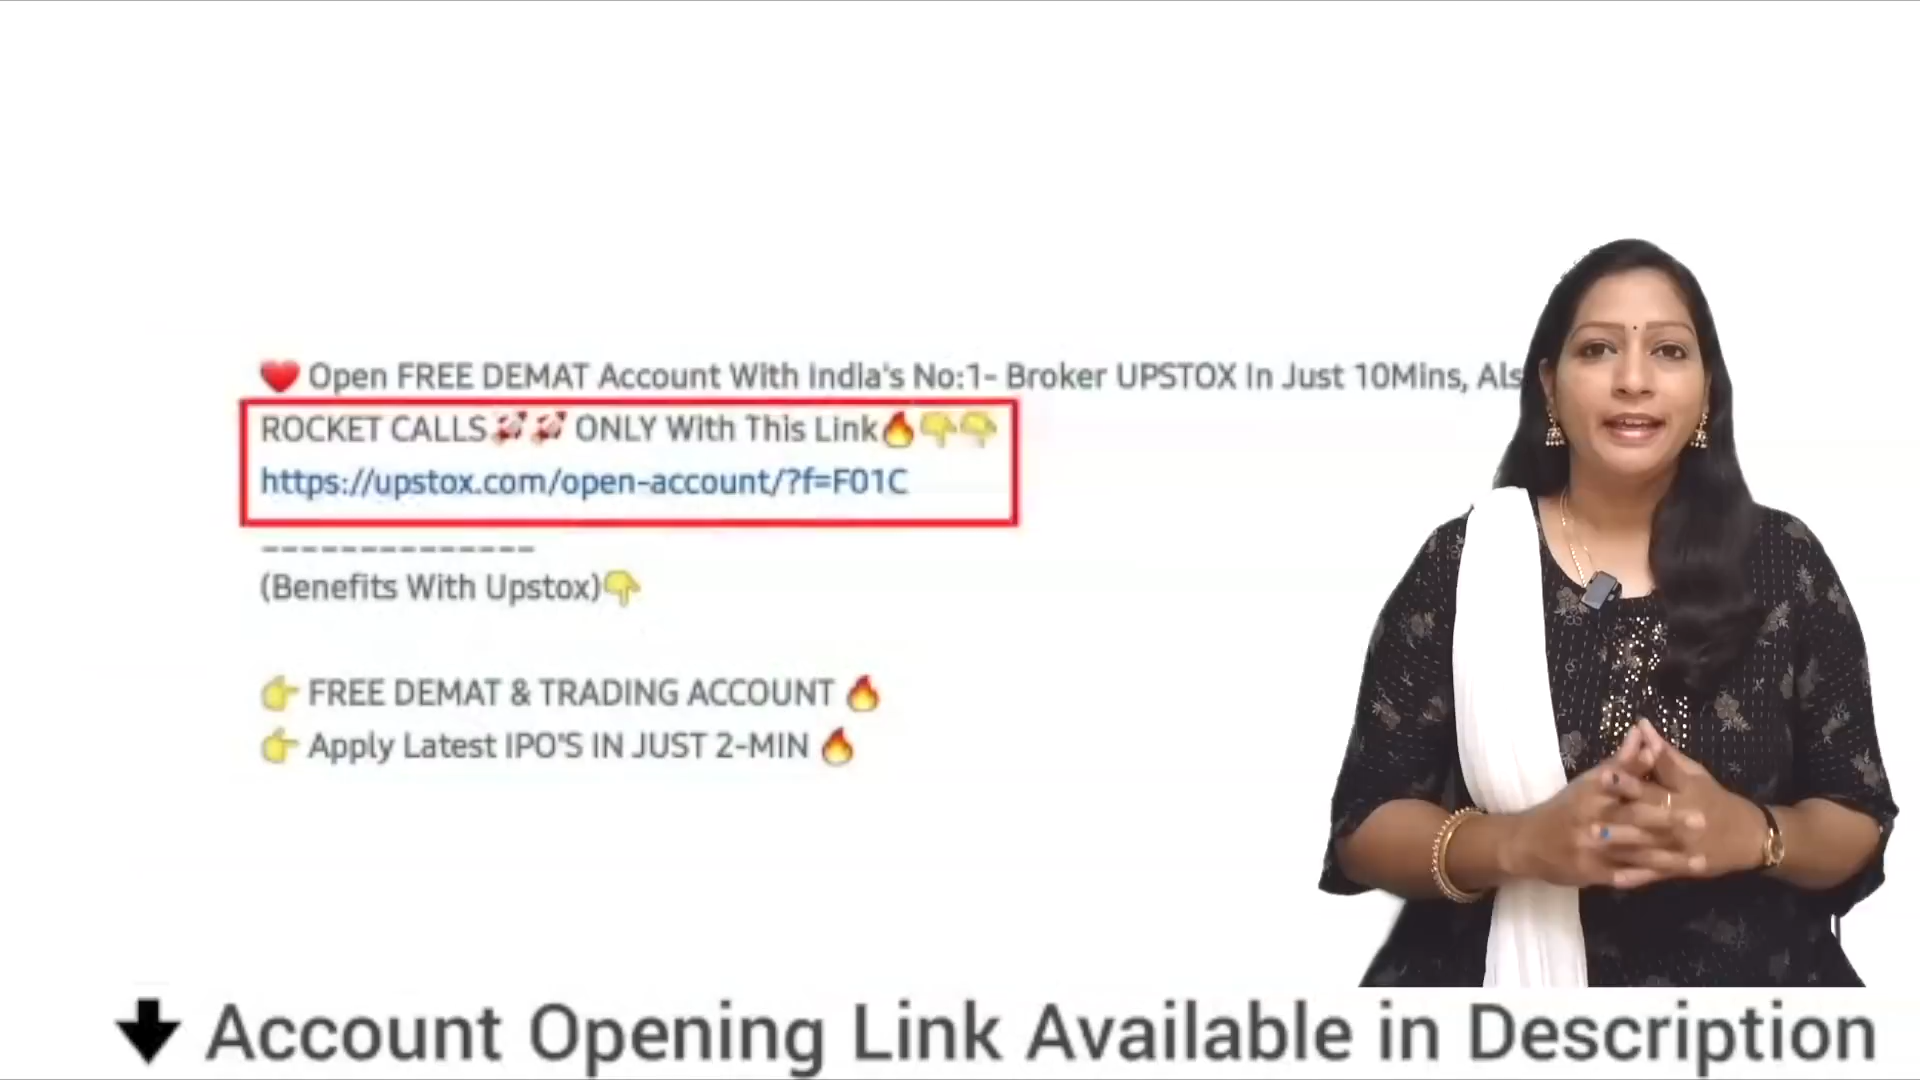 ❤️ Open FREE DEMAT Account With India's No:1- Broker UPSTOX In Just 10Mins, Als
ROCKET CALLS🚀🚀 ONLY With This Link🔥👇👇
https://upstox.com/open-account/?f=F01C
--------------
(Benefits With Upstox)👇
👉 FREE DEMAT & TRADING ACCOUNT 🔥
👉 Apply Latest IPO'S IN JUST 2-MIN 🔥
⬇ Account Opening Link Available in Description